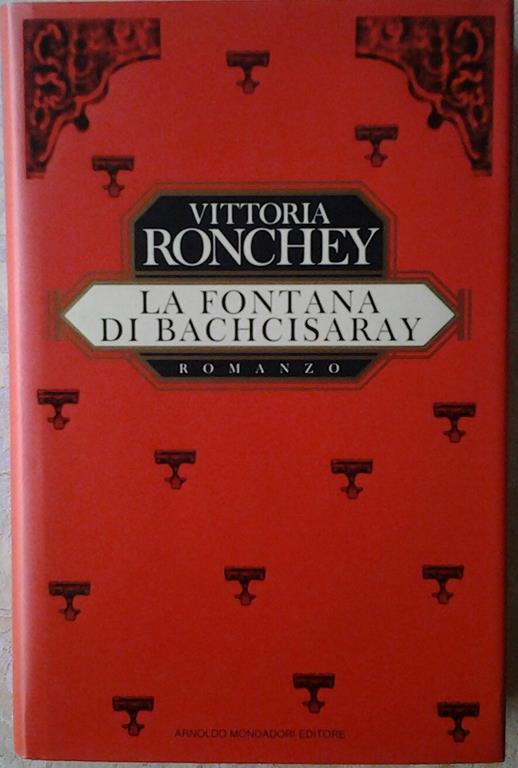 VITTORIA
RONCHEY
LA FONTANA
DI BACHCISARAY
ROMANZO
ARNOLDO MONDADORI EDITORE